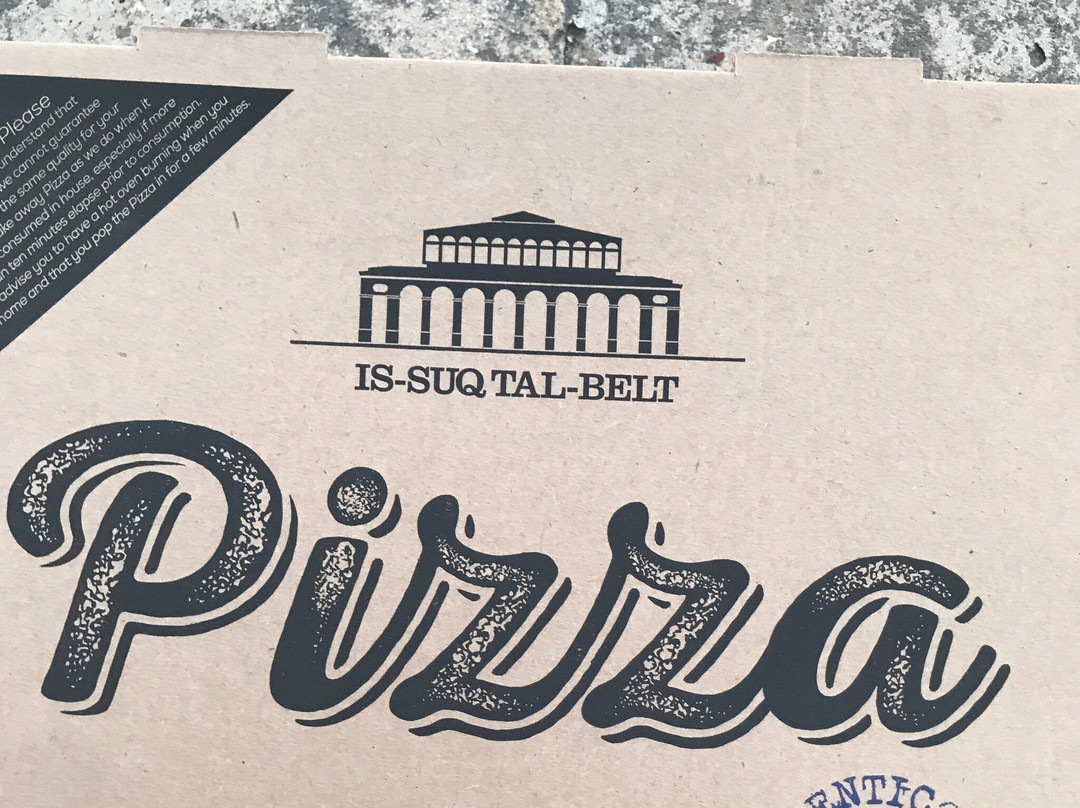 Please
understand that
we cannot guarantee
the same quality for your
take away Pizza as we do when it
consumed in house, especially if more
ten minutes elapse prior to consumption.
advise you to have a hot oven burning when you
home and that you pop the Pizza in for a few minutes.
IS-SUQ TAL-BELT
Pizza